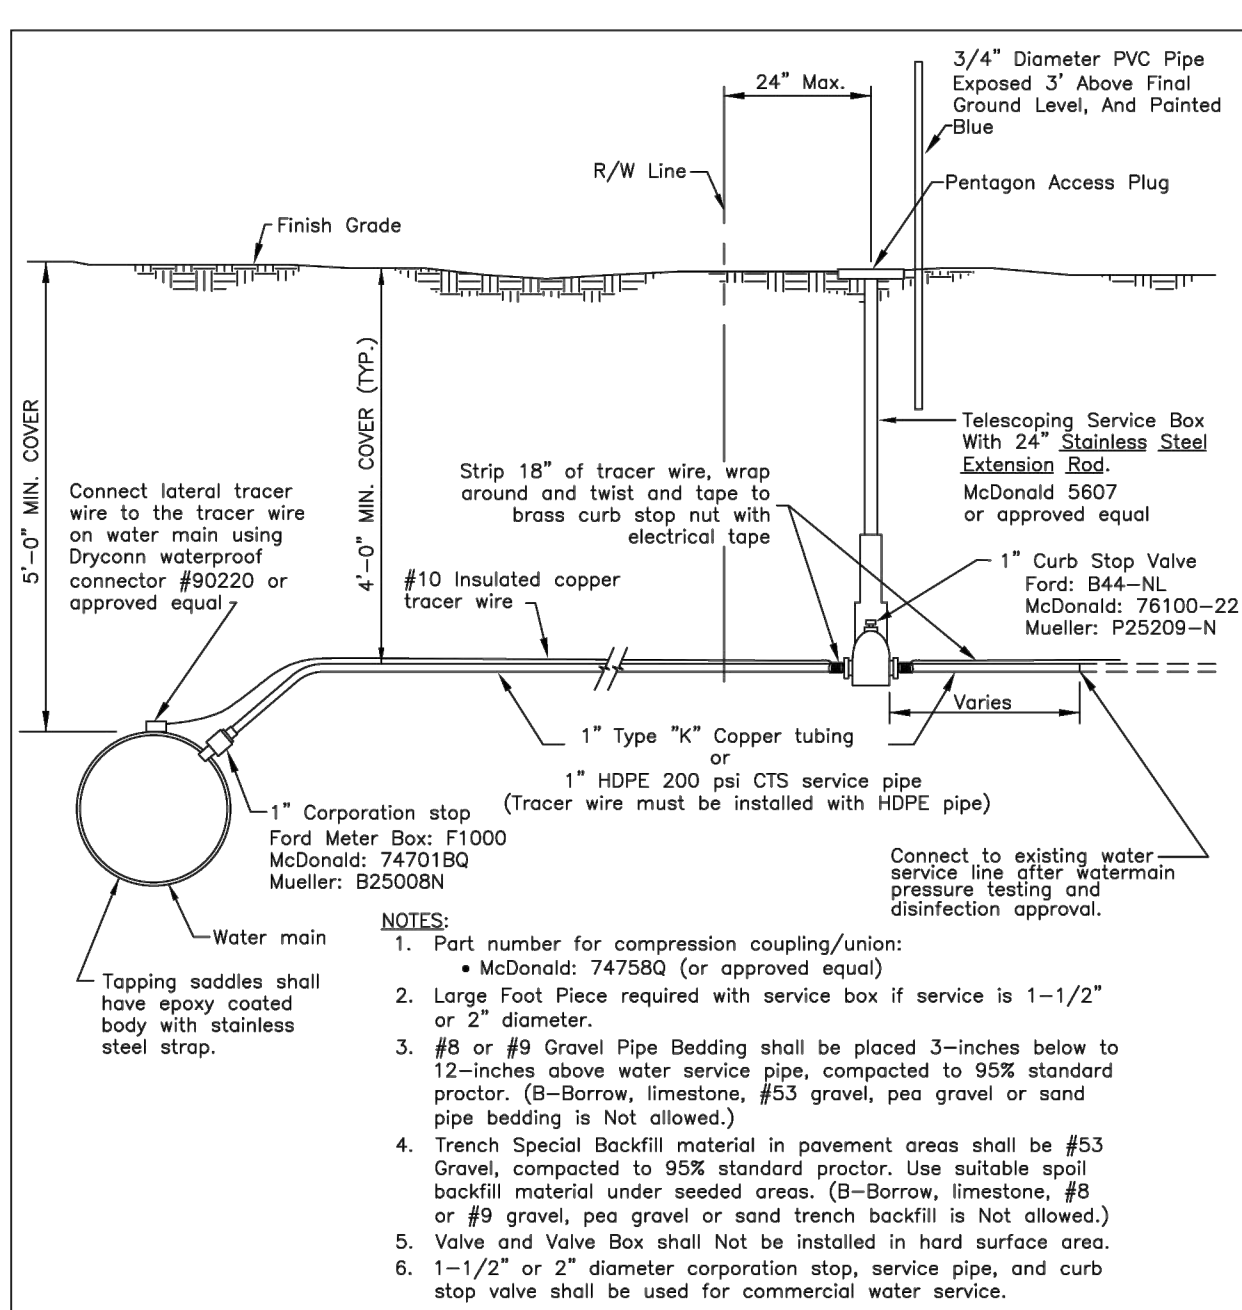 3/4" Diameter PVC Pipe
Exposed 3' Above Final
Ground Level, And Painted
Blue
24" Max.
R/W Line
Pentagon Access Plug
Finish Grade
5'-0" MIN. COVER
4'-0" MIN. COVER (TYP.)
Telescoping Service Box
With 24" Stainless Steel
Extension Rod.
McDonald 5607
or approved equal
Strip 18" of tracer wire, wrap
around and twist and tape to
brass curb stop nut with
electrical tape
Connect lateral tracer
wire to the tracer wire
on water main using
Dryconn waterproof
connector #90220 or
approved equal
#10 Insulated copper
tracer wire
1" Curb Stop Valve
Ford: B44-NL
McDonald: 76100-22
Mueller: P25209-N
Varies
1" Type "K" Copper tubing
or
1" HDPE 200 psi CTS service pipe
(Tracer wire must be installed with HDPE pipe)
1" Corporation stop
Ford Meter Box: F1000
McDonald: 74701BQ
Mueller: B25008N
Connect to existing water
service line after watermain
pressure testing and
disinfection approval.
Water main
Tapping saddles shall
have epoxy coated
body with stainless
steel strap.
NOTES:
1. Part number for compression coupling/union:
• McDonald: 74758Q (or approved equal)
2. Large Foot Piece required with service box if service is 1-1/2"
or 2" diameter.
3. #8 or #9 Gravel Pipe Bedding shall be placed 3-inches below to
12-inches above water service pipe, compacted to 95% standard
proctor. (B-Borrow, limestone, #53 gravel, pea gravel or sand
pipe bedding is Not allowed.)
4. Trench Special Backfill material in pavement areas shall be #53
Gravel, compacted to 95% standard proctor. Use suitable spoil
backfill material under seeded areas. (B-Borrow, limestone, #8
or #9 gravel, pea gravel or sand trench backfill is Not allowed.)
5. Valve and Valve Box shall Not be installed in hard surface area.
6. 1-1/2" or 2" diameter corporation stop, service pipe, and curb
stop valve shall be used for commercial water service.